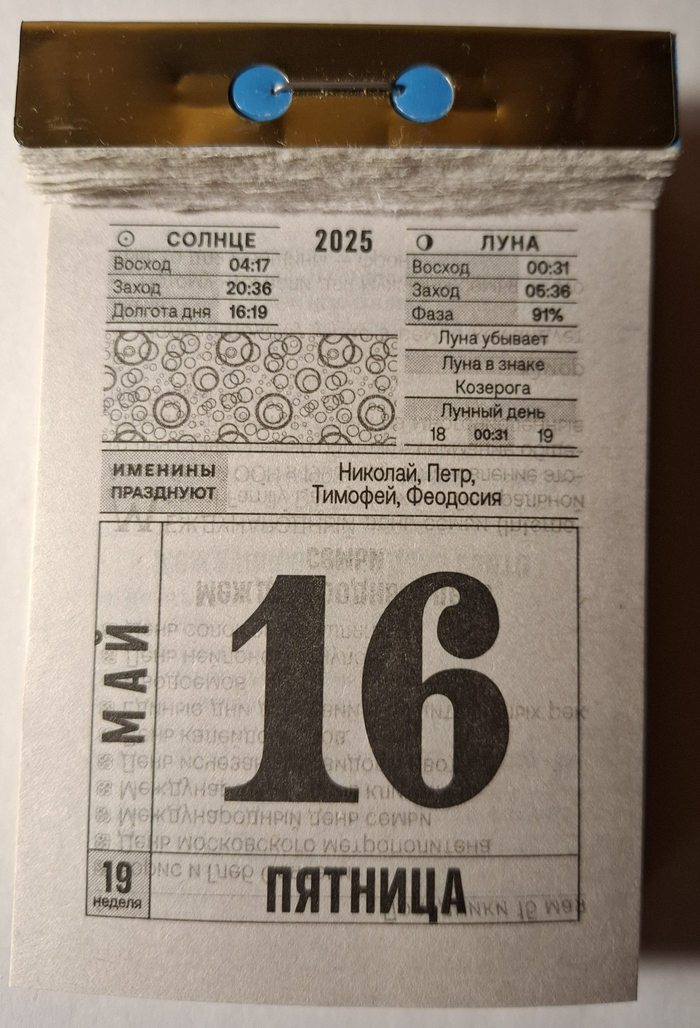 СОЛНЦЕ
Восход 04:17
Заход 20:36
Долгота дня 16:19
2025
ЛУНА
Восход 00:31
Заход 05:36
Фаза 91%
Луна убывает
Луна в знаке
Козерога
Лунный день
18 00:31 19
ИМЕНИНЫ
ПРАЗДНУЮТ
Николай, Петр,
Тимофей, Феодосия
МАЙ
16
19
неделя
ПЯТНИЦА